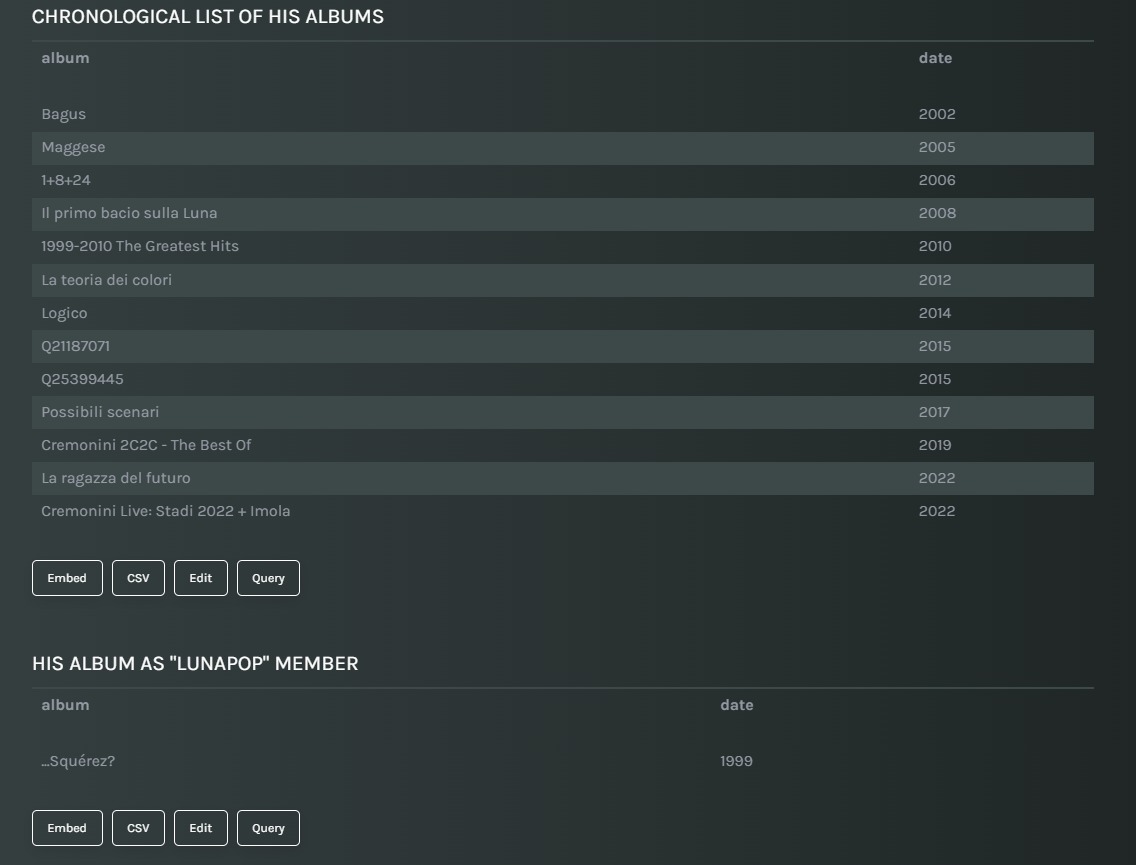 CHRONOLOGICAL LIST OF HIS ALBUMS
album date
Bagus 2002
Maggese 2005
1+8+24 2006
Il primo bacio sulla Luna 2008
1999-2010 The Greatest Hits 2010
La teoria dei colori 2012
Logico 2014
Q21187071 2015
Q25399445 2015
Possibili scenari 2017
Cremonini 2C2C - The Best Of 2019
La ragazza del futuro 2022
Cremonini Live: Stadi 2022 + Imola 2022
Embed CSV Edit Query
HIS ALBUM AS "LUNAPOP" MEMBER
album date
...Squérez? 1999
Embed CSV Edit Query